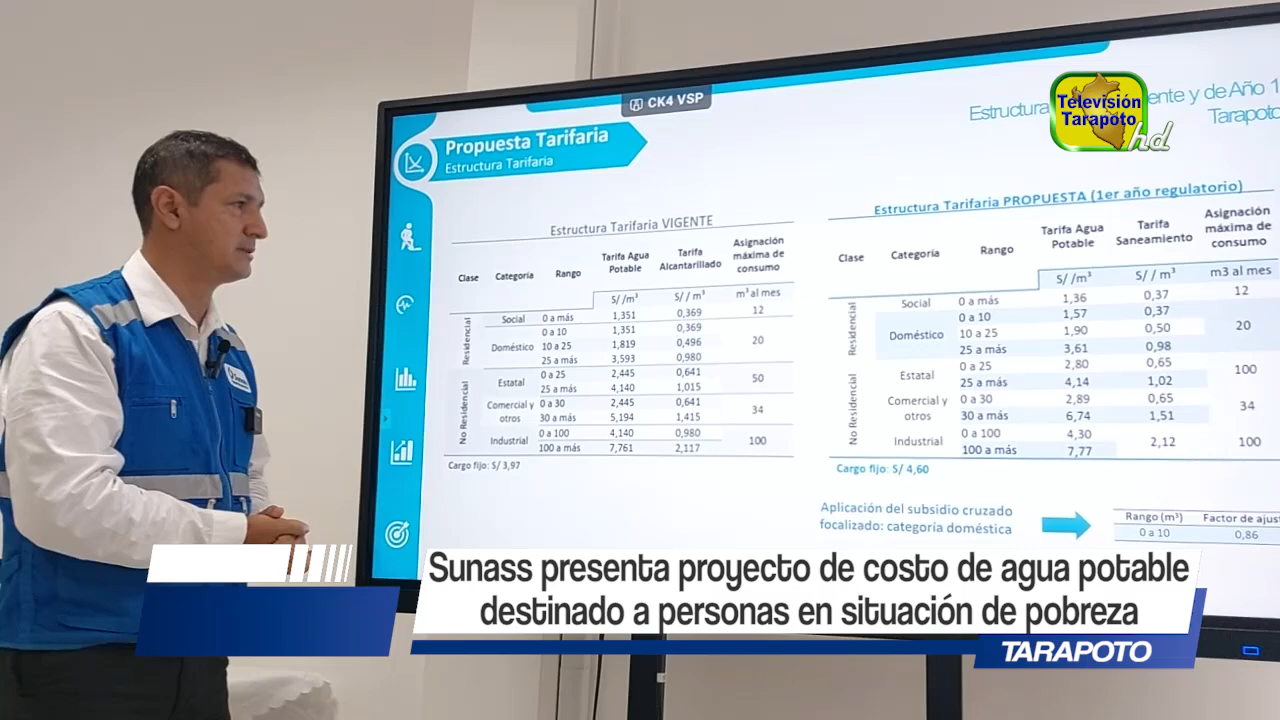 CK4 VSP
Propuesta Tarifaria
Estructura Tarifaria
Estructura
ente y de Año 1
Tarapoto
Televisión
Tarapoto
hd
Estructura Tarifaria VIGENTE
Clase Categoría Rango Tarifa Agua Potable Tarifa Alcantarillado Asignación máxima de consumo
S/ /m³ S/ / m³ m³ al mes
Residencial
Social 0 a más 1,351 0,369 12
Doméstico 0 a 10 1,351 0,369 20
10 a 25 1,819 0,496
25 a más 3,593 0,980
No Residencial
Estatal 0 a 25 2,445 0,641 50
25 a más 4,140 1,015
Comercial y otros 0 a 30 2,445 0,641 34
30 a más 5,194 1,415
Industrial 0 a 100 4,140 0,980 100
100 a más 7,761 2,117
Cargo fijo: S/ 3,97
Estructura Tarifaria PROPUESTA (1er año regulatorio)
Clase Categoría Rango Tarifa Agua Potable Tarifa Saneamiento Asignación máxima de consumo
S/ /m³ S/ / m³ m3 al mes
Residencial
Social 0 a más 1,36 0,37 12
Doméstico 0 a 10 1,57 0,37 20
10 a 25 1,90 0,50
25 a más 3,61 0,98
No Residencial
Estatal 0 a 25 2,80 0,65 100
25 a más 4,14 1,02
Comercial y otros 0 a 30 2,89 0,65 34
30 a más 6,74 1,51
Industrial 0 a 100 4,30 2,12 100
100 a más 7,77
Cargo fijo: S/ 4,60
Aplicación del subsidio cruzado
focalizado: categoría doméstica
Rango (m³) Factor de ajust
0 a 10 0,86
Sunass presenta proyecto de costo de agua potable
destinado a personas en situación de pobreza
TARAPOTO